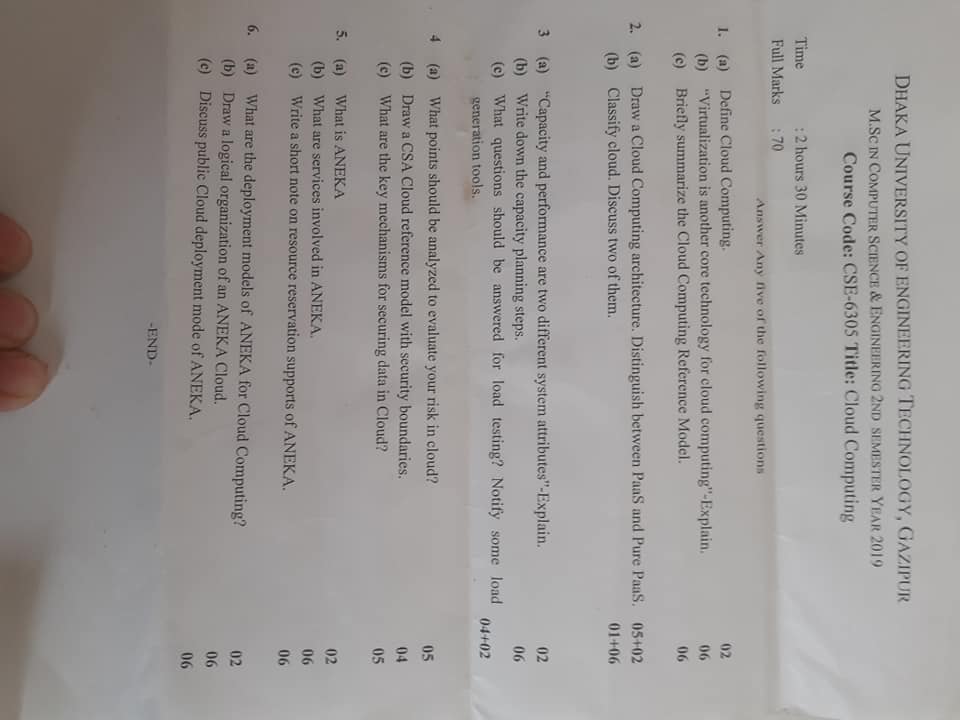 DHAKA UNIVERSITY OF ENGINEERING TECHNOLOGY, GAZIPUR
M.SC IN COMPUTER SCIENCE & ENGINEERING 2ND SEMESTER YEAR 2019
Course Code: CSE-6305 Title: Cloud Computing
Time : 2 hours 30 Minutes
Full Marks : 70
Answer Any five of the following questions
1. (a) Define Cloud Computing. 02
(b) “Virtualization is another core technology for cloud computing”-Explain. 06
(c) Briefly summarize the Cloud Computing Reference Model. 06
2. (a) Draw a Cloud Computing architecture. Distinguish between PaaS and Pure PaaS. 05+02
(b) Classify cloud. Discuss two of them. 01+06
3 (a) “Capacity and performance are two different system attributes”-Explain. 02
(b) Write down the capacity planning steps. 06
(c) What questions should be answered for load testing? Notify some load
generation tools. 04+02
4 (a) What points should be analyzed to evaluate your risk in cloud? 05
(b) Draw a CSA Cloud reference model with security boundaries. 04
(c) What are the key mechanisms for securing data in Cloud? 05
5. (a) What is ANEKA 02
(b) What are services involved in ANEKA. 06
(c) Write a short note on resource reservation supports of ANEKA. 06
6. (a) What are the deployment models of ANEKA for Cloud Computing? 02
(b) Draw a logical organization of an ANEKA Cloud. 06
(c) Discuss public Cloud deployment mode of ANEKA. 06
-END-